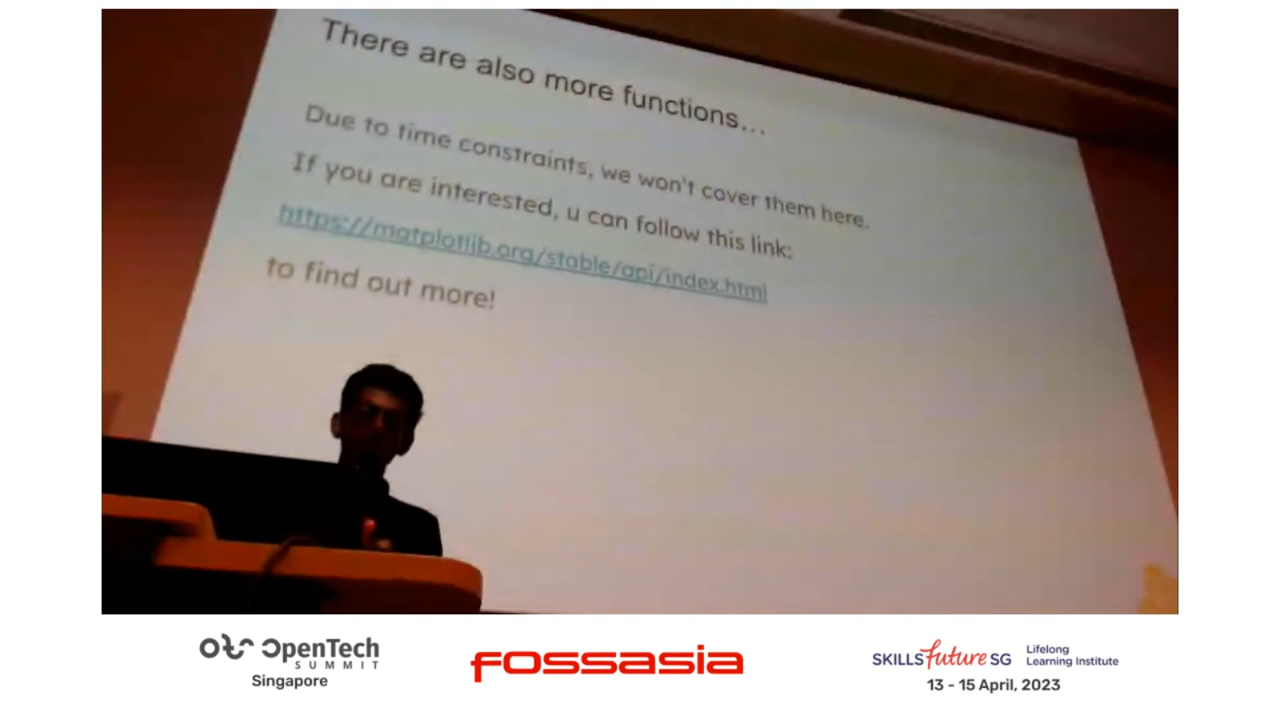 There are also more functions...
Due to time constraints, we won't cover them here.
If you are interested, u can follow this link:
https://matplotlib.org/stable/api/index.html
to find out more!
OpenTech
SUMMIT
Singapore
fossasia
SKILLSfuture SG
Lifelong
Learning Institute
13 - 15 April, 2023